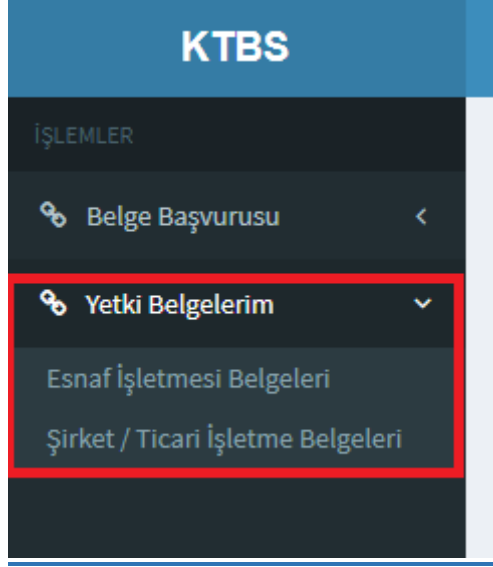 KTBS
İŞLEMLER
Belge Başvurusu
Yetki Belgelerim
Esnaf İşletmesi Belgeleri
Şirket / Ticari İşletme Belgeleri